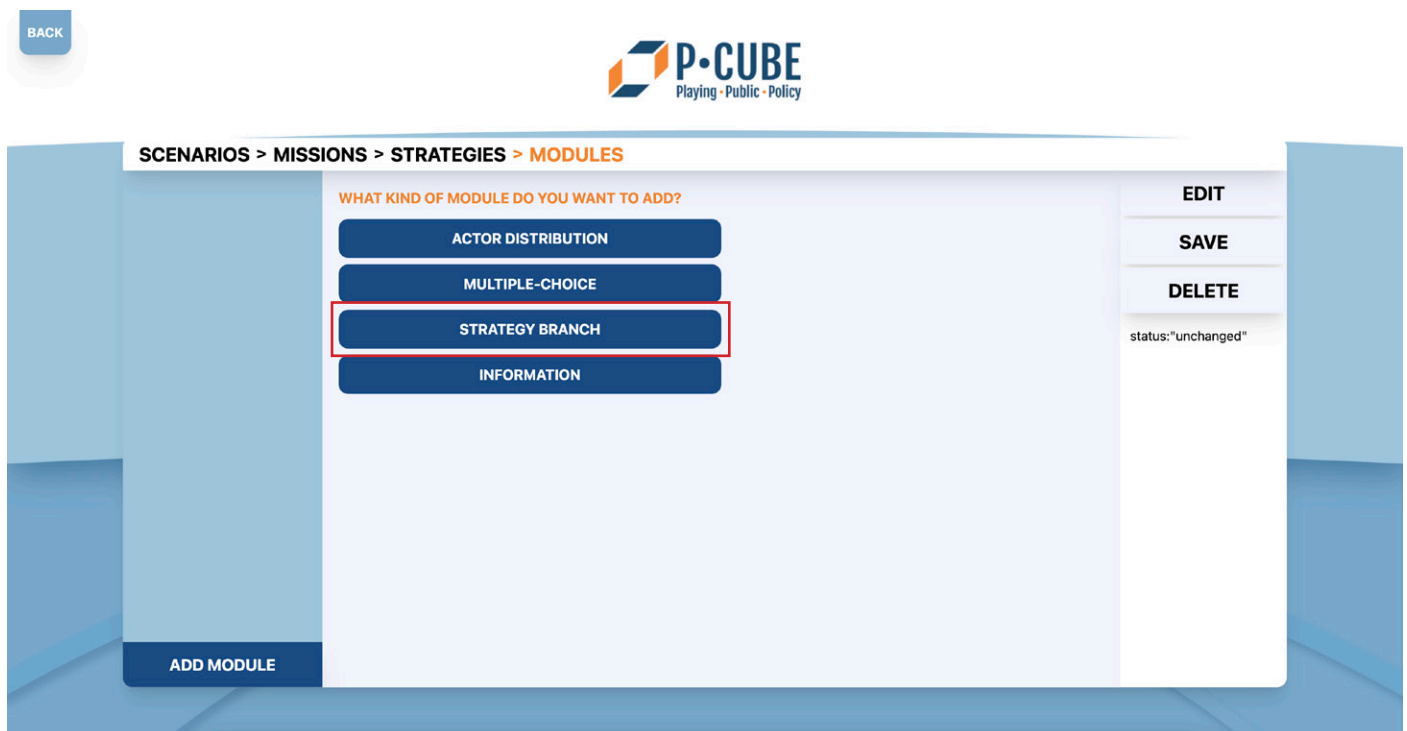 BACK
P•CUBE
Playing • Public • Policy
SCENARIOS > MISSIONS > STRATEGIES > MODULES
WHAT KIND OF MODULE DO YOU WANT TO ADD?
ACTOR DISTRIBUTION
MULTIPLE-CHOICE
STRATEGY BRANCH
INFORMATION
EDIT
SAVE
DELETE
status:"unchanged"
ADD MODULE